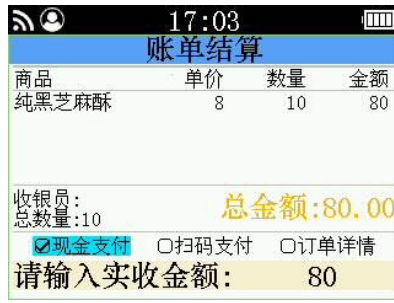 17:03
账单结算
商品 单价 数量 金额
纯黑芝麻酥 8 10 80
收银员:
总数量:10
总金额:80.00
现金支付 扫码支付 订单详情
请输入实收金额: 80